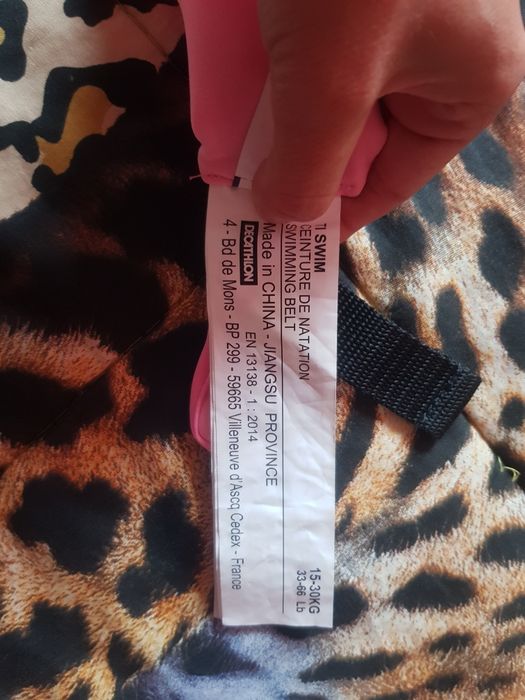 SWIM
CEINTURE DE NATATION
SWIMMING BELT
15-30KG
33-66 Lb
Made in CHINA - JIANGSU PROVINCE
DECATHLON
EN 13138 - 1 : 2014
4 - Bd de Mons - BP 299 - 59665 Villeneuve d'Ascq Cedex - France